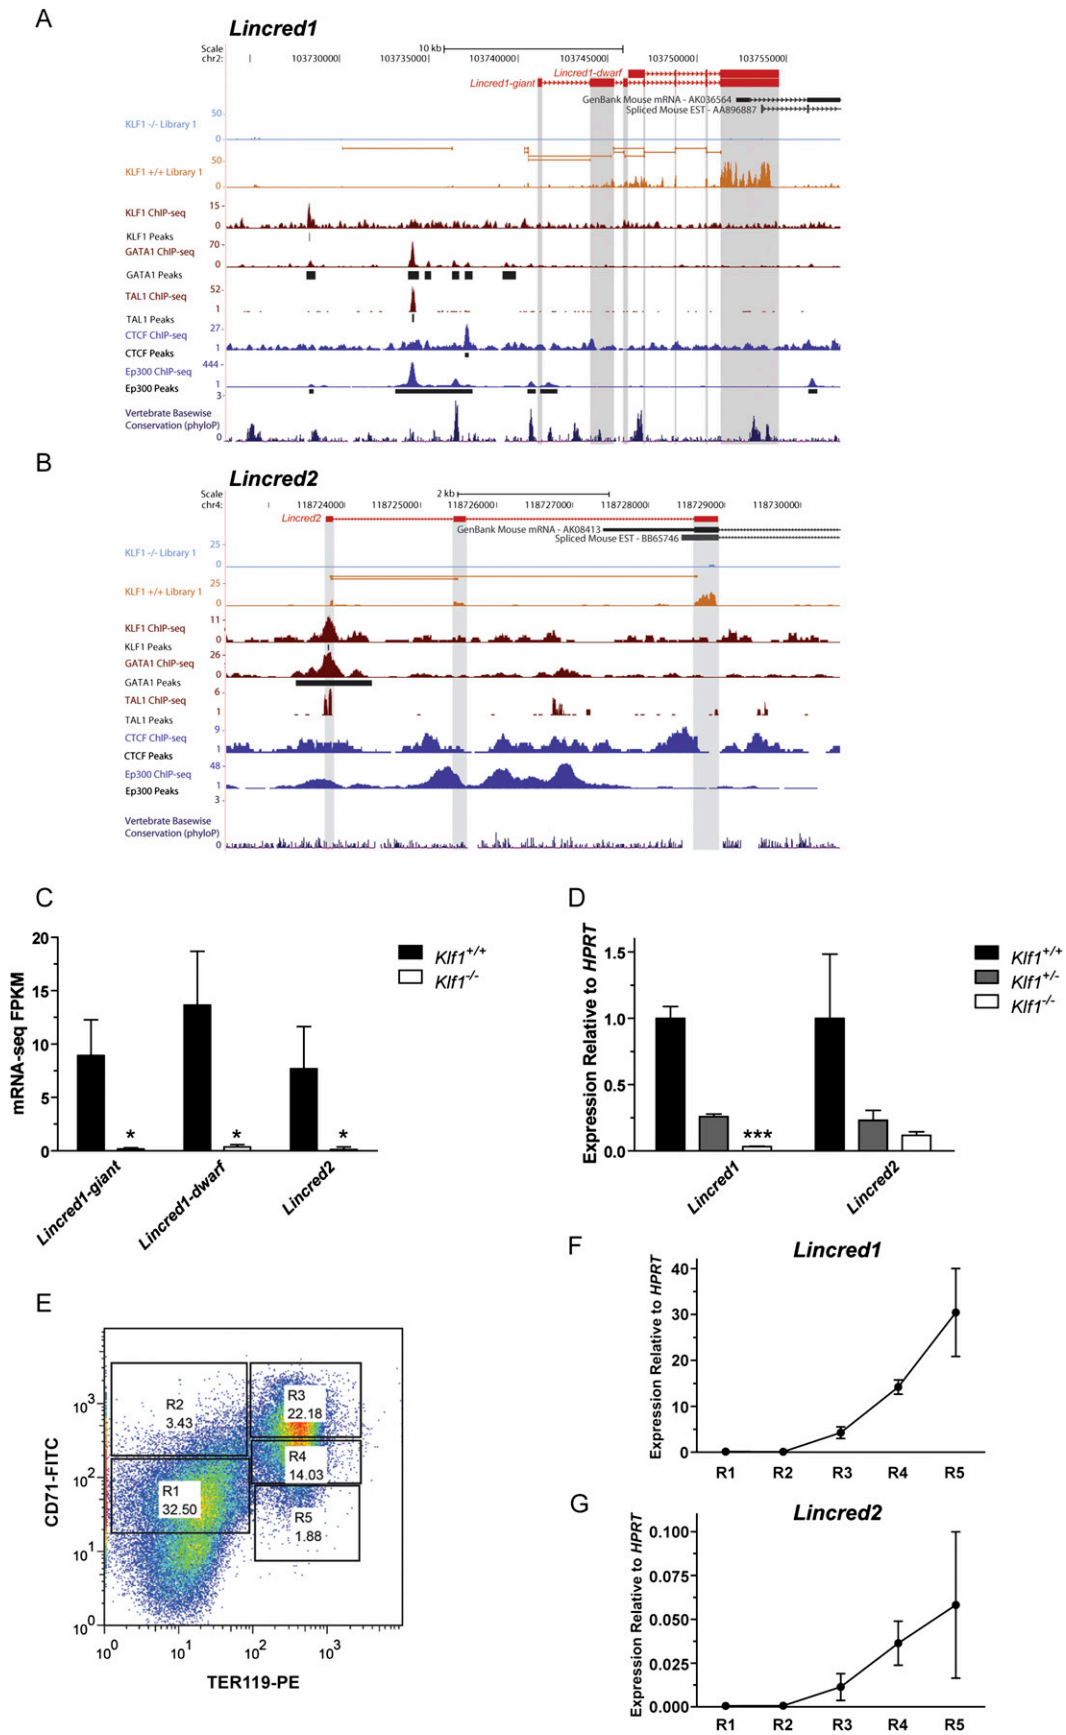 A
Lincred1
Scale
10 kb
chr2:
103730000
103735000
103740000
103745000
103750000
103755000
Lincred1-dwarf
Lincred1-giant
GenBank Mouse mRNA - AK036564
Spliced Mouse EST - AA896887
50
KLF1 -/- Library 1
0
50
KLF1 +/+ Library 1
0
15
KLF1 ChIP-seq
0
KLF1 Peaks
70
GATA1 ChIP-seq
0
GATA1 Peaks
52
TAL1 ChIP-seq
1
TAL1 Peaks
27
CTCF ChIP-seq
1
CTCF Peaks
444
Ep300 ChIP-seq
1
Ep300 Peaks
3
Vertebrate Basewise
Conservation (phyloP)
0
B
Lincred2
Scale
2 kb
chr4:
118724000
118725000
118726000
118727000
118728000
118729000
118730000
Lincred2
GenBank Mouse mRNA - AK08413
Spliced Mouse EST - BB65746
25
KLF1 -/- Library 1
0
25
KLF1 +/+ Library 1
0
11
KLF1 ChIP-seq
0
KLF1 Peaks
26
GATA1 ChIP-seq
0
GATA1 Peaks
6
TAL1 ChIP-seq
1
TAL1 Peaks
9
CTCF ChIP-seq
1
CTCF Peaks
48
Ep300 ChIP-seq
1
Ep300 Peaks
3
Vertebrate Basewise
Conservation (phyloP)
0
C
mRNA-seq FPKM
20
15
10
5
0
* * *
Lincred1-giant
Lincred1-dwarf
Lincred2
Klf1+/+
Klf1-/-
D
Expression Relative to HPRT
1.5
1.0
0.5
0.0
***
Lincred1
Lincred2
Klf1+/+
Klf1+/-
Klf1-/-
E
CD71-FITC
10³
10²
10¹
10⁰
R2
3.43
R3
22.18
R4
14.03
R1
32.50
R5
1.88
10⁰ 10¹ 10² 10³
TER119-PE
F
Lincred1
Expression Relative to HPRT
40
30
20
10
0
R1 R2 R3 R4 R5
G
Lincred2
Expression Relative to HPRT
0.100
0.075
0.050
0.025
0.000
R1 R2 R3 R4 R5